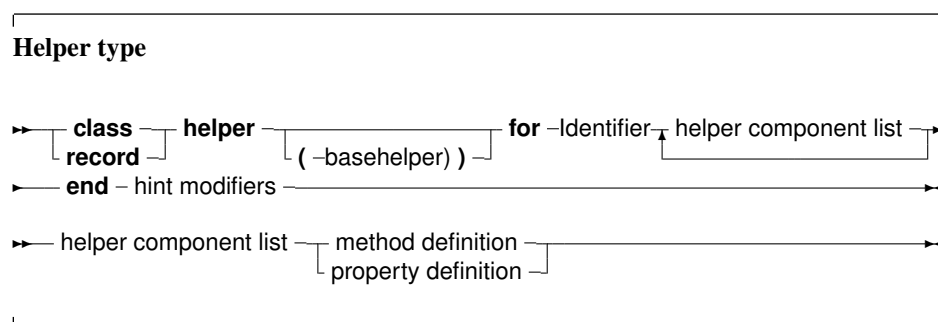 Helper type
class helper for Identifier helper component list
record ( basehelper) )
end hint modifiers
helper component list method definition
property definition